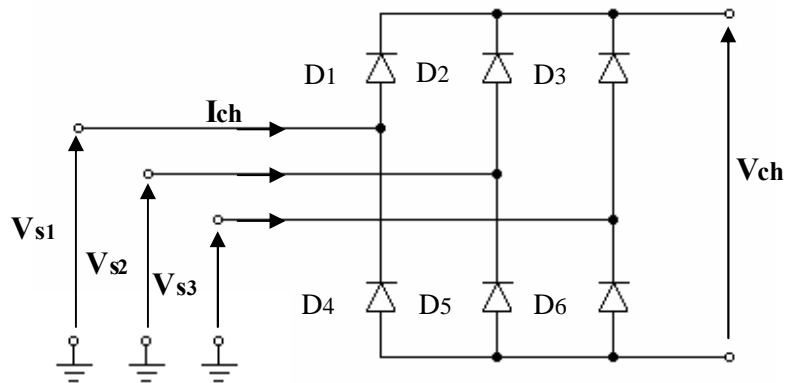 D1 D2 D3
Ich
Vch
Vs1
Vs2
Vs3
D4 D5 D6